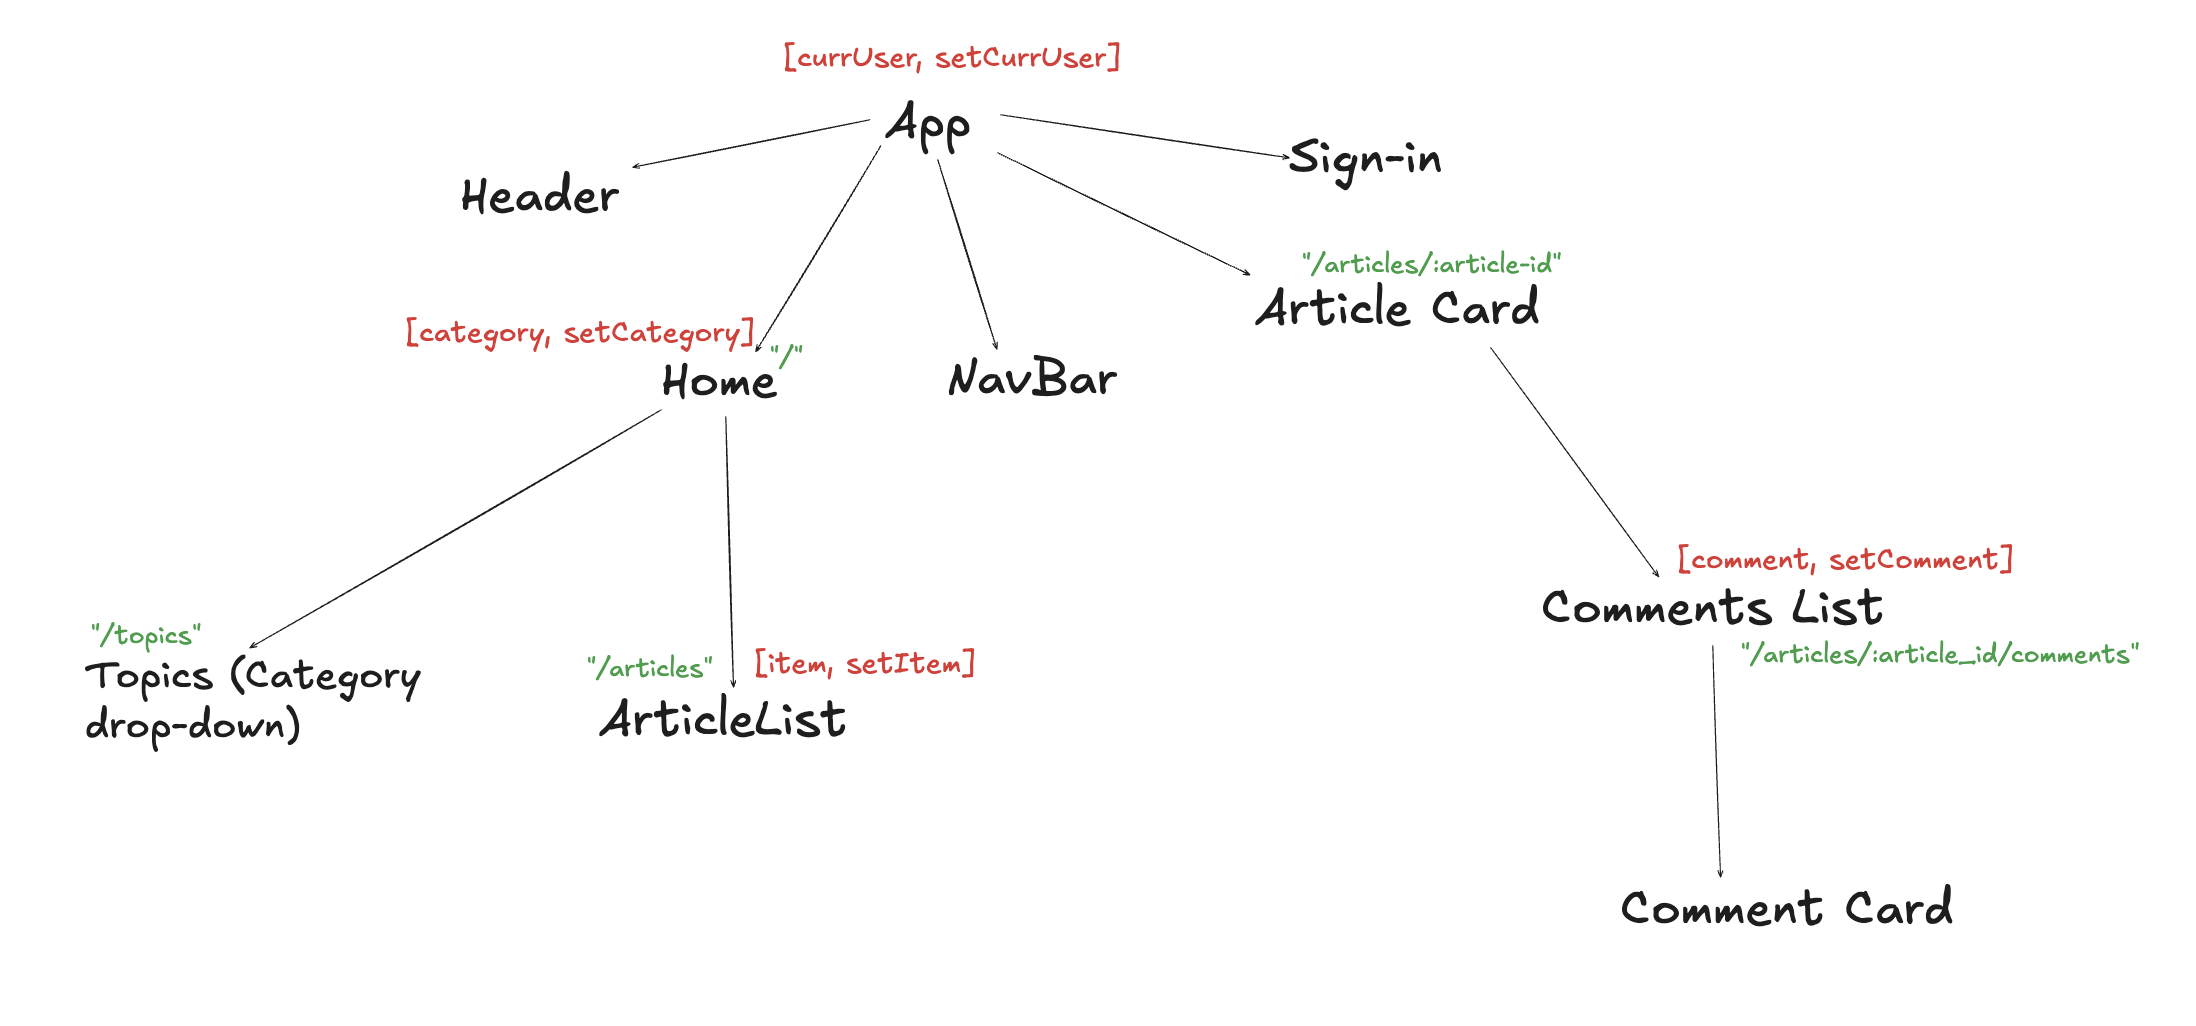 [currUser, setCurrUser]
App
Header
Sign-in
"/articles/:article-id"
Article Card
[category, setCategory]
"/"
Home
NavBar
[comment, setComment]
Comments List
"/articles/:article_id/comments"
"/topics"
Topics (Category
drop-down)
"/articles"
[item, setItem]
ArticleList
Comment Card